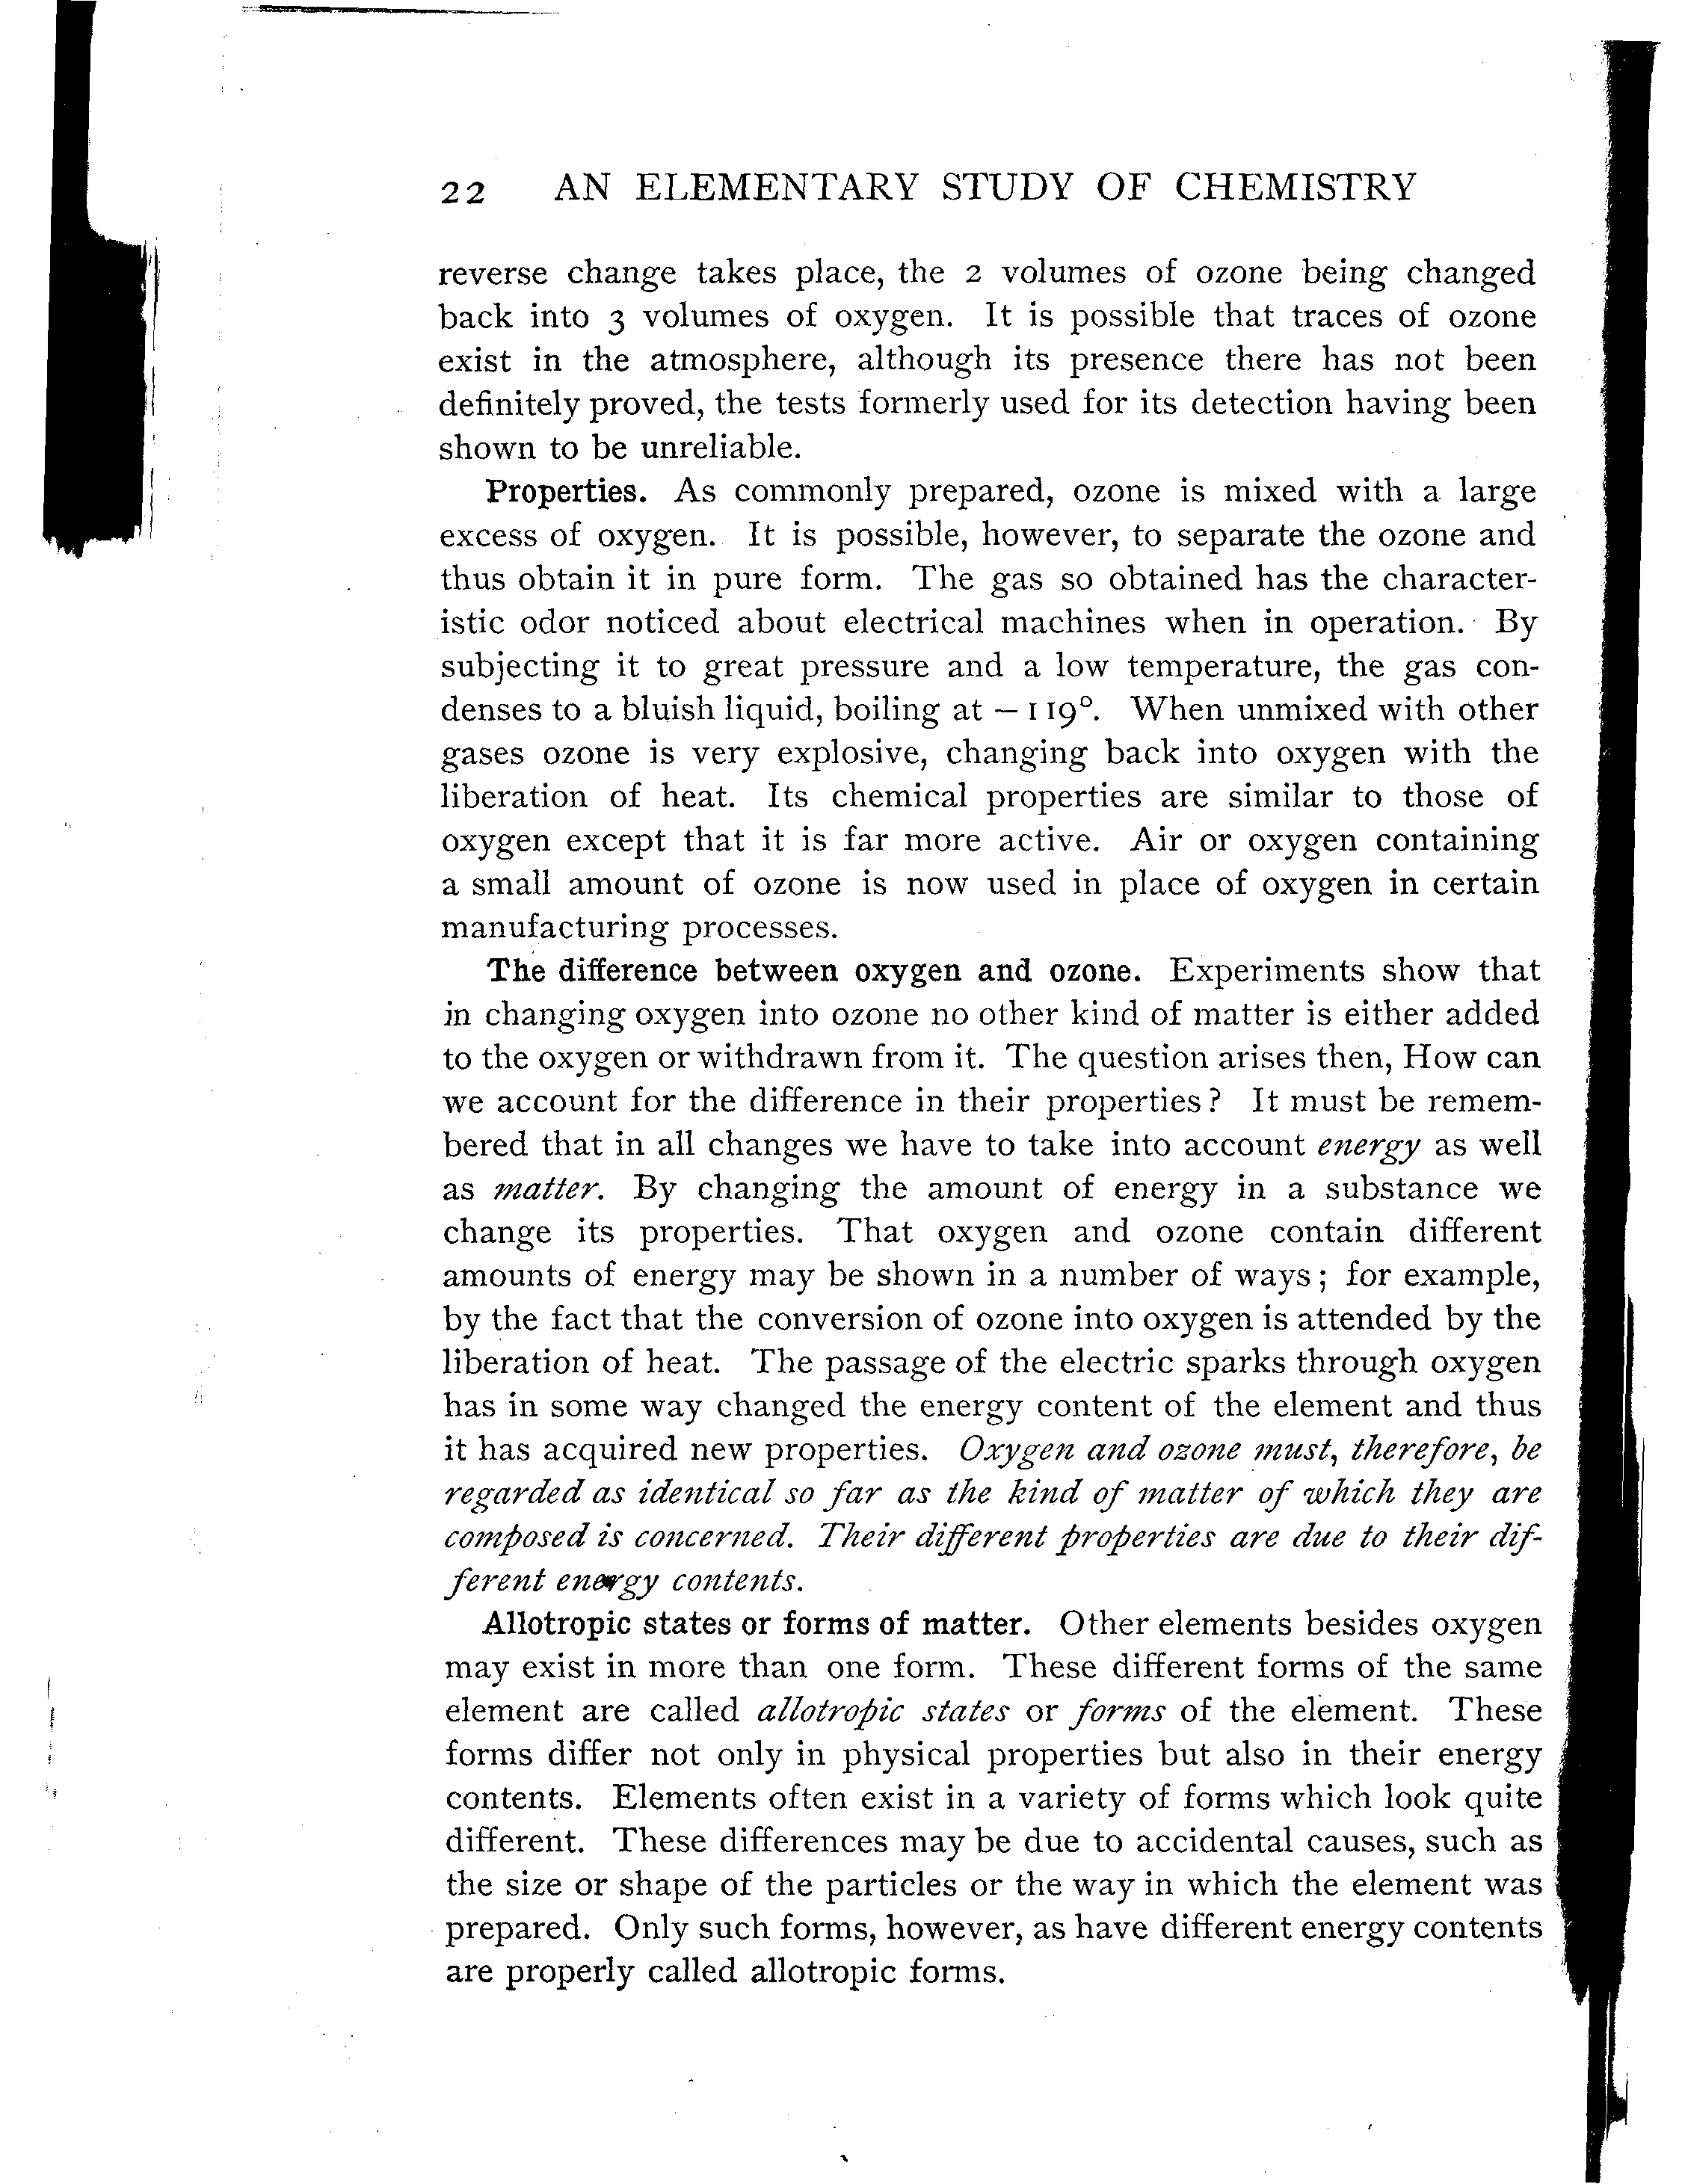 22 AN ELEMENTARY STUDY OF CHEMISTRY
reverse change takes place, the 2 volumes of ozone being changed
back into 3 volumes of oxygen. It is possible that traces of ozone
exist in the atmosphere, although its presence there has not been
definitely proved, the tests formerly used for its detection having been
shown to be unreliable.
Properties. As commonly prepared, ozone is mixed with a large
excess of oxygen. It is possible, however, to separate the ozone and
thus obtain it in pure form. The gas so obtained has the character-
istic odor noticed about electrical machines when in operation. By
subjecting it to great pressure and a low temperature, the gas con-
denses to a bluish liquid, boiling at — 119°. When unmixed with other
gases ozone is very explosive, changing back into oxygen with the
liberation of heat. Its chemical properties are similar to those of
oxygen except that it is far more active. Air or oxygen containing
a small amount of ozone is now used in place of oxygen in certain
manufacturing processes.
The difference between oxygen and ozone. Experiments show that
in changing oxygen into ozone no other kind of matter is either added
to the oxygen or withdrawn from it. The question arises then, How can
we account for the difference in their properties? It must be remem-
bered that in all changes we have to take into account energy as well
as matter. By changing the amount of energy in a substance we
change its properties. That oxygen and ozone contain different
amounts of energy may be shown in a number of ways; for example,
by the fact that the conversion of ozone into oxygen is attended by the
liberation of heat. The passage of the electric sparks through oxygen
has in some way changed the energy content of the element and thus
it has acquired new properties. Oxygen and ozone must, therefore, be
regarded as identical so far as the kind of matter of which they are
composed is concerned. Their different properties are due to their dif-
ferent energy contents.
Allotropic states or forms of matter. Other elements besides oxygen
may exist in more than one form. These different forms of the same
element are called allotropic states or forms of the element. These
forms differ not only in physical properties but also in their energy
contents. Elements often exist in a variety of forms which look quite
different. These differences may be due to accidental causes, such as
the size or shape of the particles or the way in which the element was
prepared. Only such forms, however, as have different energy contents
are properly called allotropic forms.